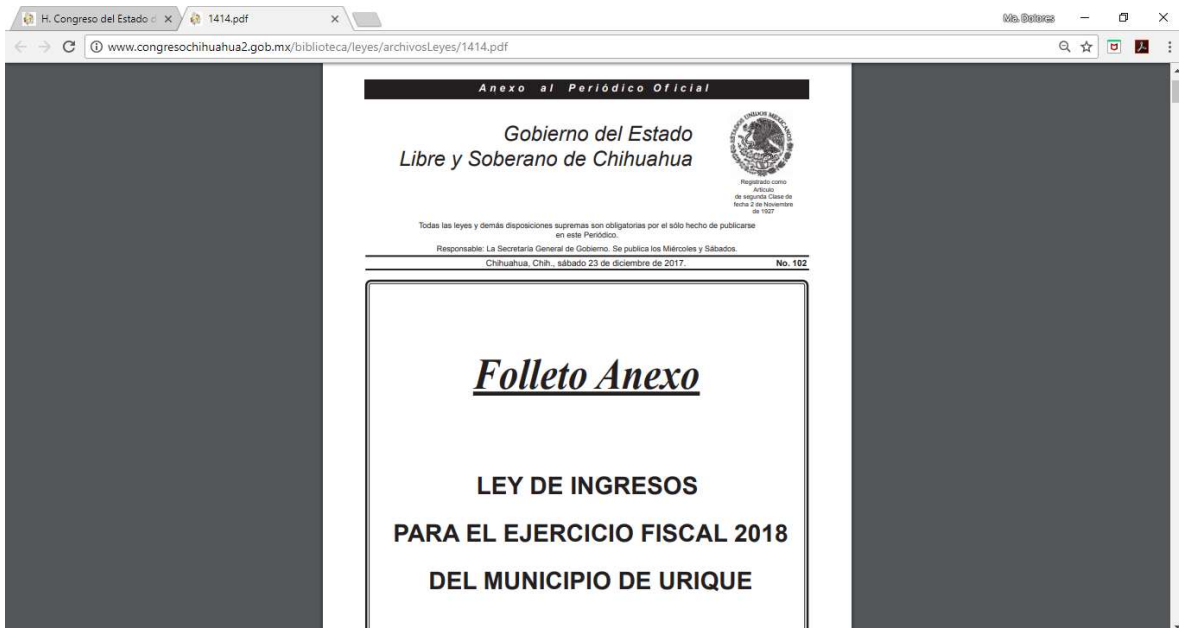 H. Congreso del Estado d
1414.pdf
Ma. Dolores
www.congresochihuahua2.gob.mx/biblioteca/leyes/archivosLeyes/1414.pdf
Anexo al Periódico Oficial
Gobierno del Estado
Libre y Soberano de Chihuahua
ESTADOS UNIDOS MEXICANOS
Registrado como
Artículo
de segunda Clase de
fecha 2 de Noviembre
de 1927
Todas las leyes y demás disposiciones supremas son obligatorias por el sólo hecho de publicarse
en este Periódico.
Responsable: La Secretaría General de Gobierno. Se publica los Miércoles y Sábados.
Chihuahua, Chih., sábado 23 de diciembre de 2017. No. 102
Folleto Anexo
LEY DE INGRESOS
PARA EL EJERCICIO FISCAL 2018
DEL MUNICIPIO DE URIQUE